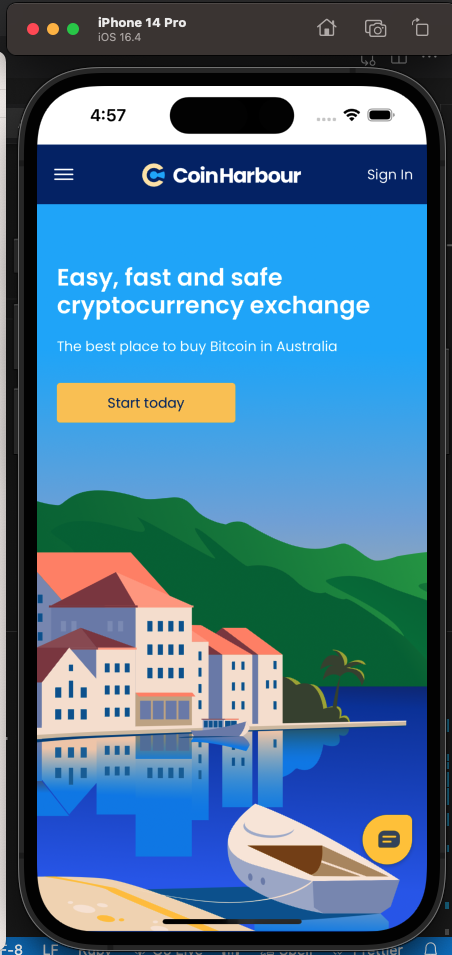 iPhone 14 Pro
iOS 16.4
4:57
CoinHarbour
Sign In
Easy, fast and safe
cryptocurrency exchange
The best place to buy Bitcoin in Australia
Start today
LF